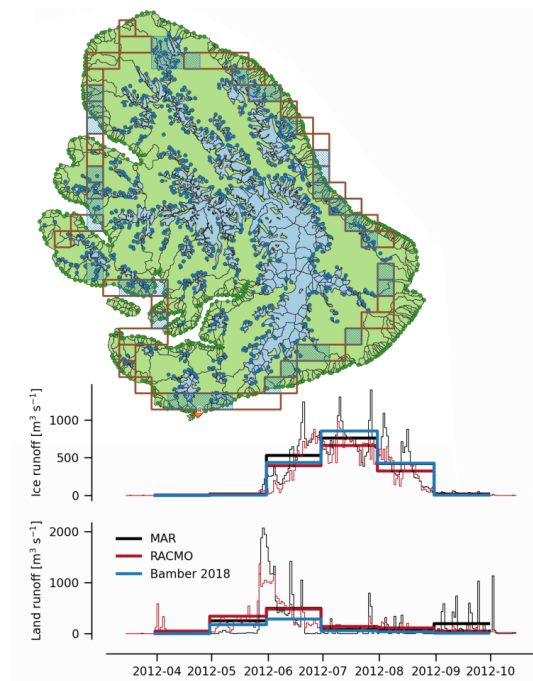 1000
500
0
Ice runoff [m³ s⁻¹]
2000
1000
0
Land runoff [m³ s⁻¹]
MAR
RACMO
Bamber 2018
2012-04 2012-05 2012-06 2012-07 2012-08 2012-09 2012-10